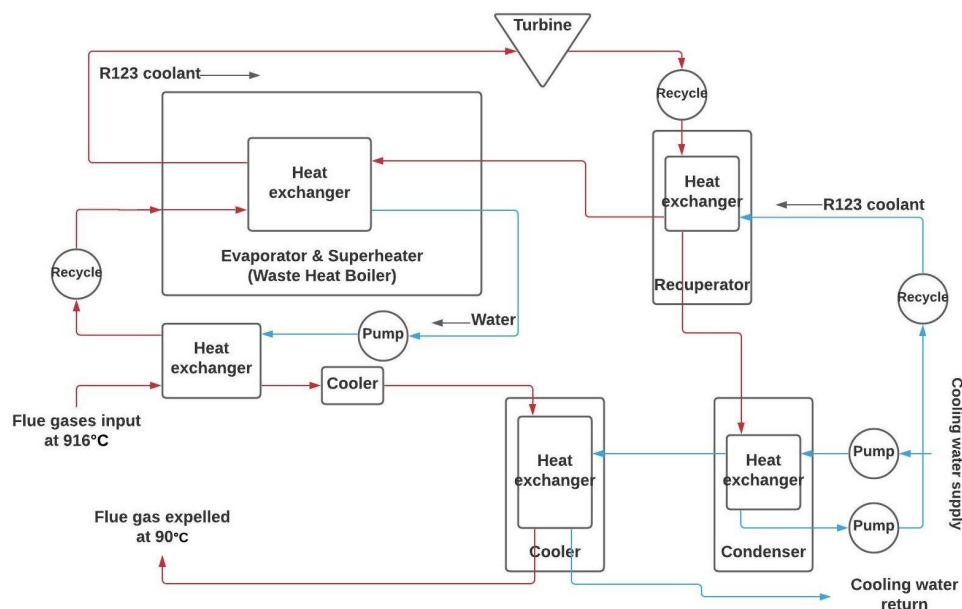 Turbine
R123 coolant
Recycle
Heat
exchanger
Heat
exchanger
R123 coolant
Evaporator & Superheater
(Waste Heat Boiler)
Recycle
Recuperator
Recycle
Water
Pump
Heat
exchanger
Cooler
Flue gases input
at 916°C
Cooling water supply
Heat
exchanger
Heat
exchanger
Pump
Pump
Flue gas expelled
at 90°C
Cooler
Condenser
Cooling water
return